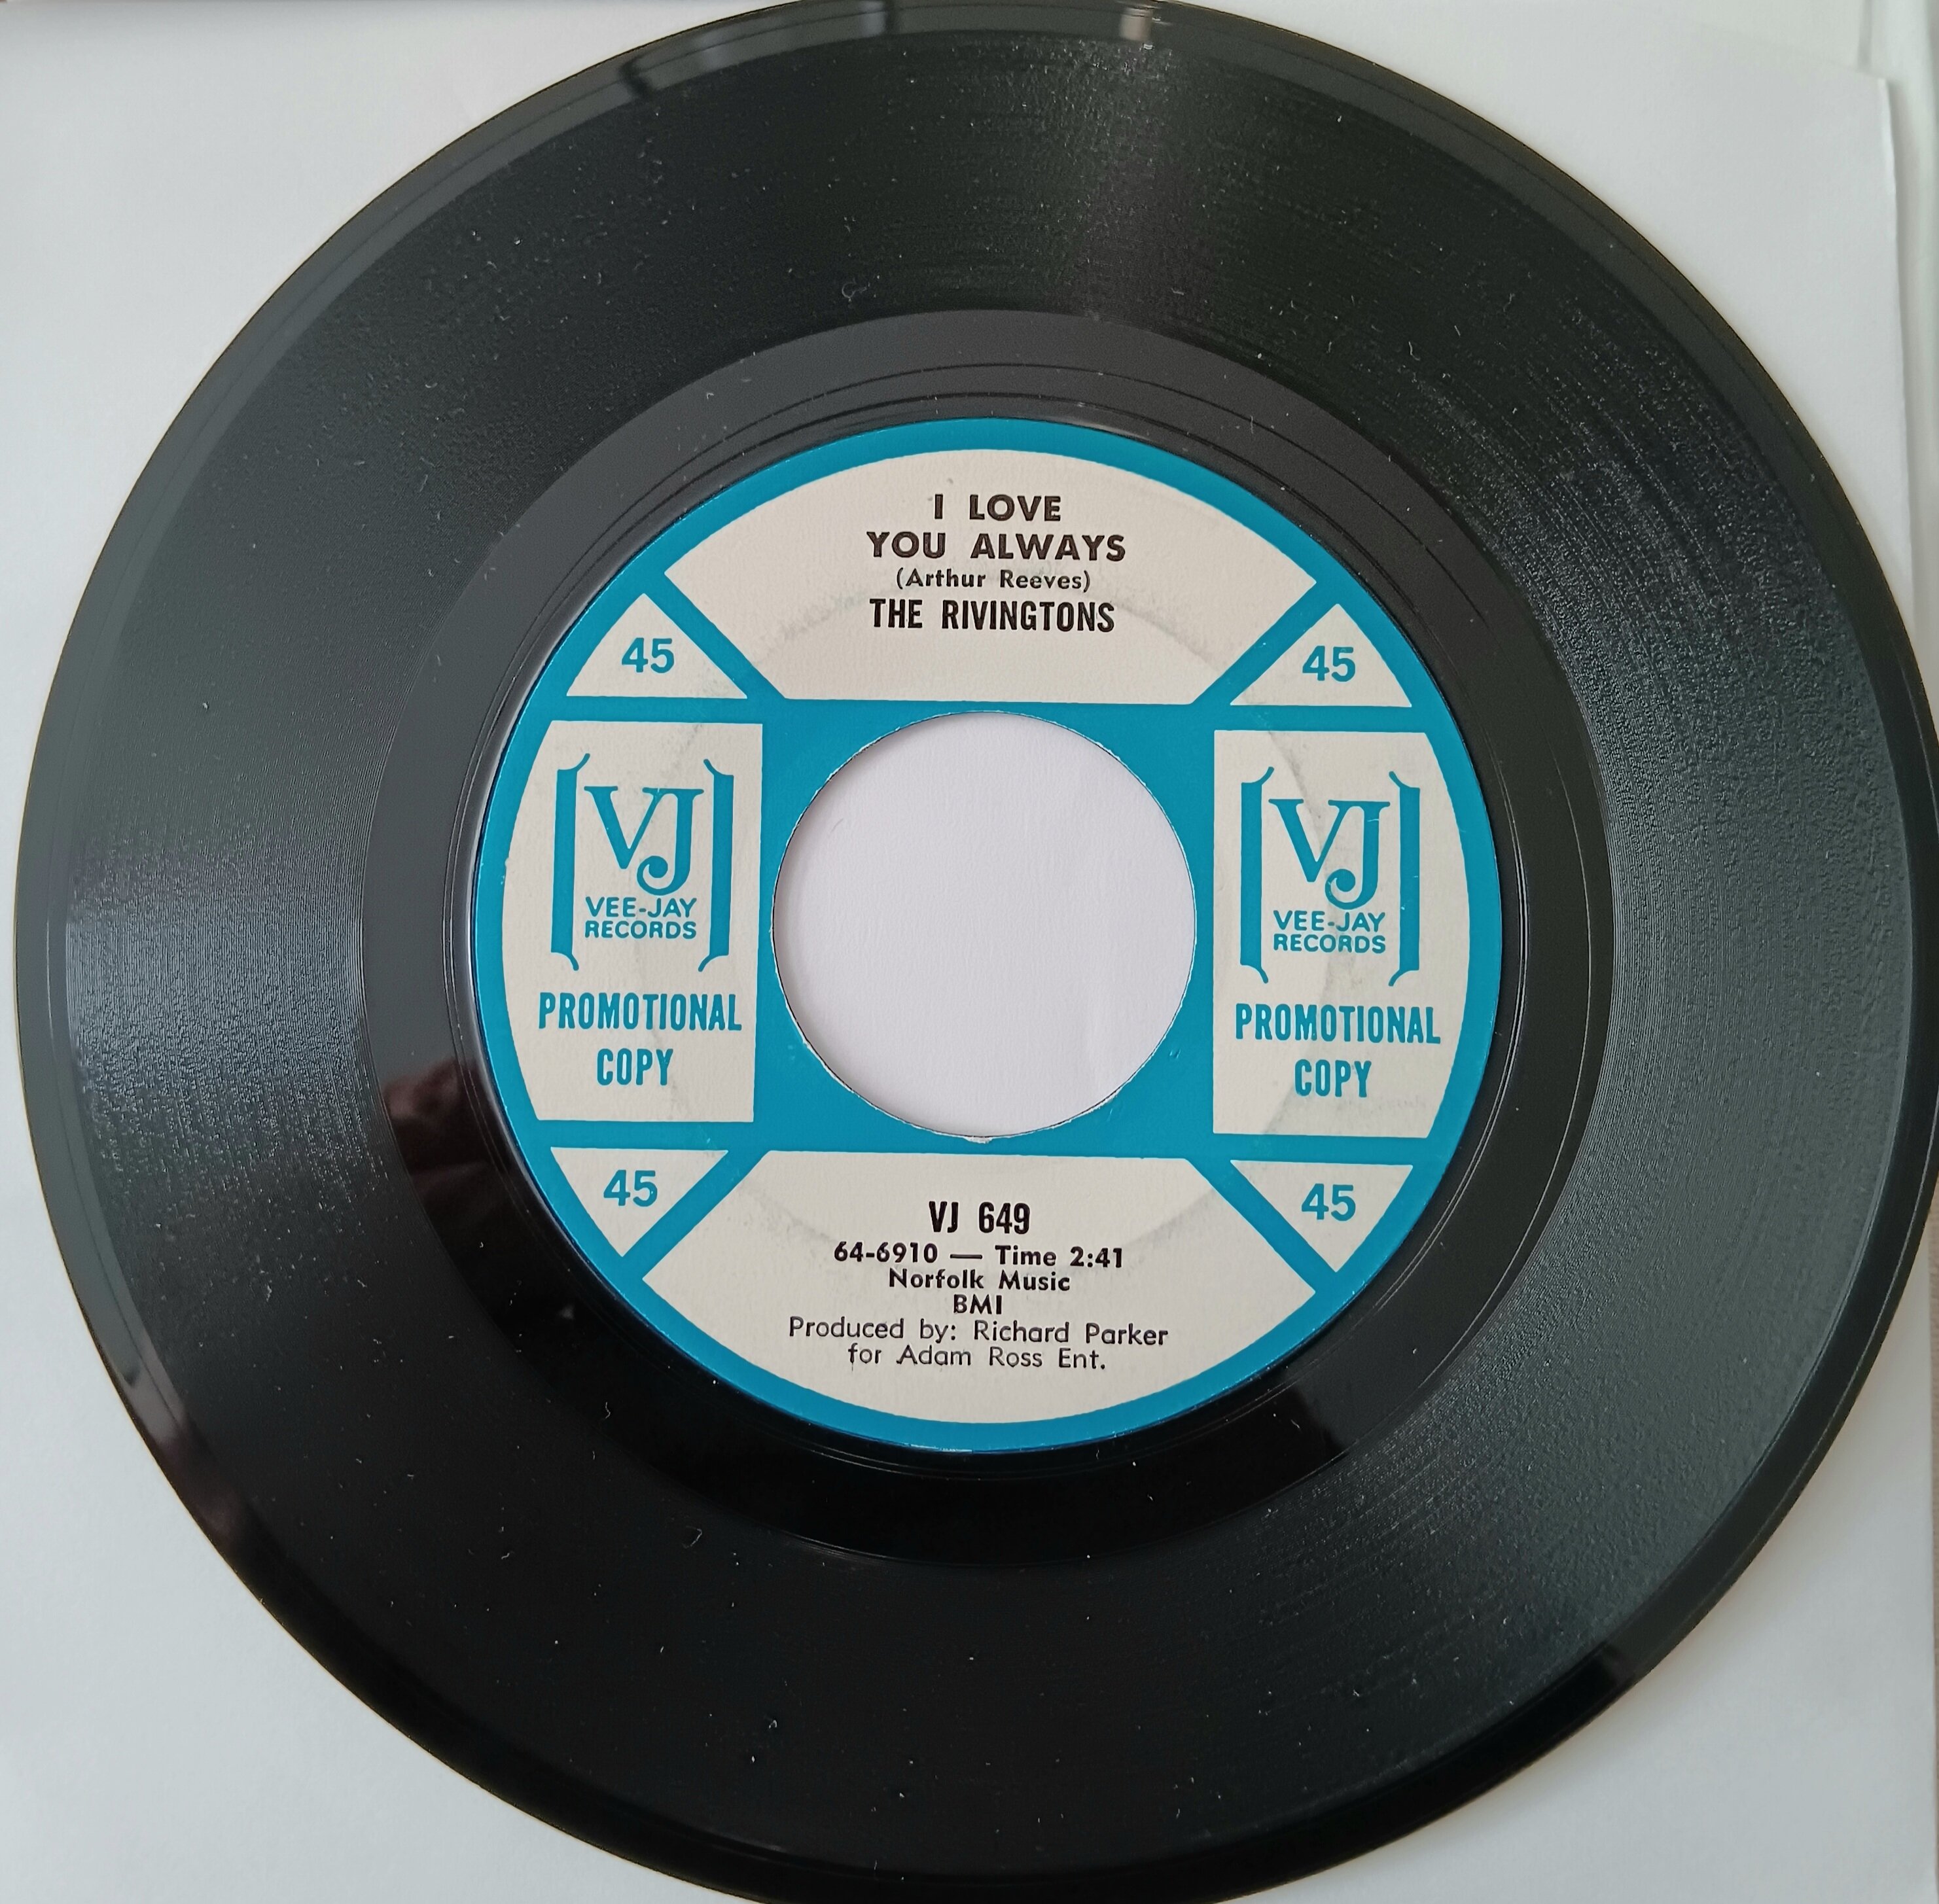 I LOVE
YOU ALWAYS
(Arthur Reeves)
THE RIVINGTONS
45
45
VJ
VEE-JAY
RECORDS
PROMOTIONAL
COPY
VJ
VEE-JAY
RECORDS
PROMOTIONAL
COPY
45
45
VJ 649
64-6910 — Time 2:41
Norfolk Music
BMI
Produced by: Richard Parker
for Adam Ross Ent.